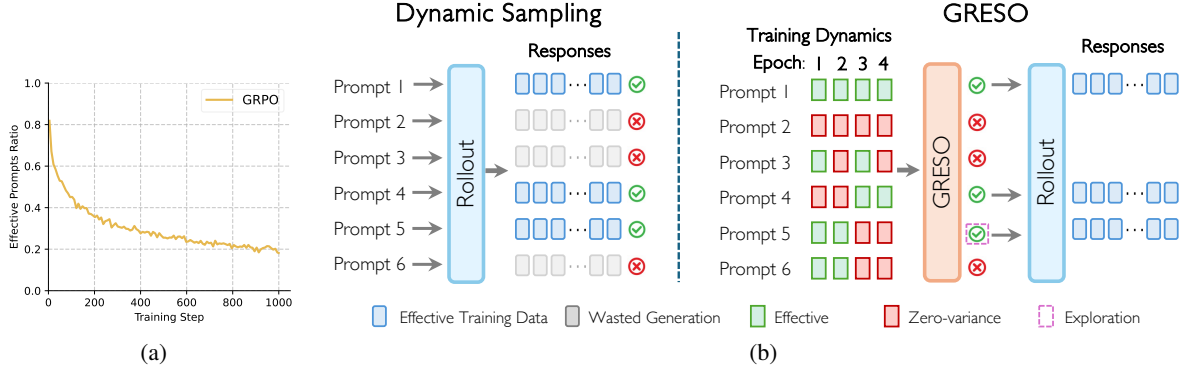 Dynamic Sampling
GRESO
Training Dynamics
Responses
Responses
Epoch: 1 2 3 4
1.0
0.8
0.6
0.4
0.2
0.0
Effective Prompts Ratio
GRPO
0 200 400 600 800 1000
Training Step
Prompt 1
Prompt 2
Prompt 3
Prompt 4
Prompt 5
Prompt 6
Rollout
Prompt 1
Prompt 2
Prompt 3
Prompt 4
Prompt 5
Prompt 6
GRESO
Rollout
Effective Training Data
Wasted Generation
Effective
Zero-variance
Exploration
(a)
(b)